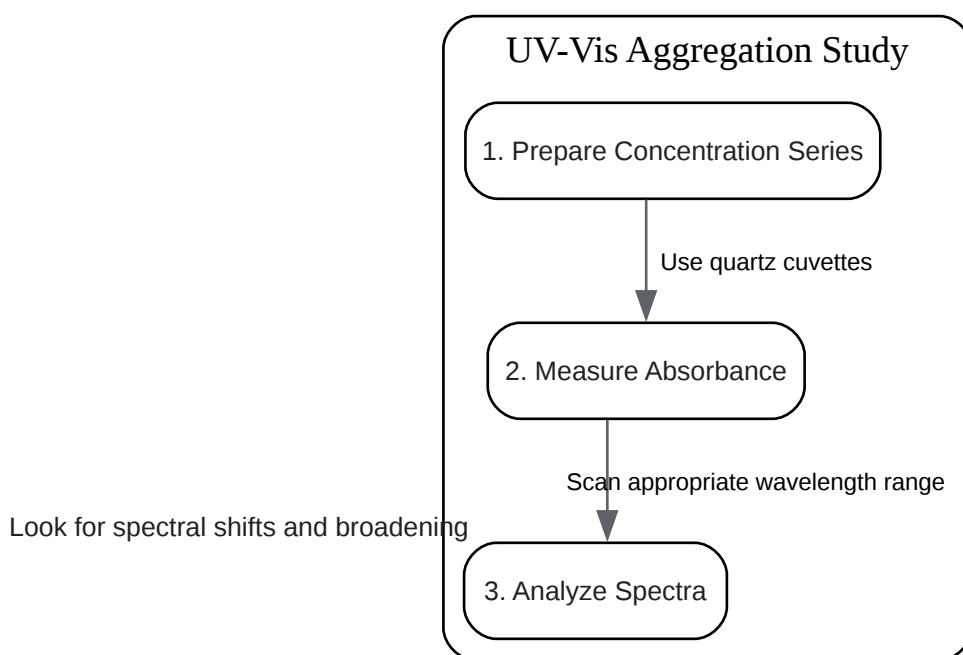 UV-Vis Aggregation Study
1. Prepare Concentration Series
Use quartz cuvettes
2. Measure Absorbance
Scan appropriate wavelength range
Look for spectral shifts and broadening
3. Analyze Spectra